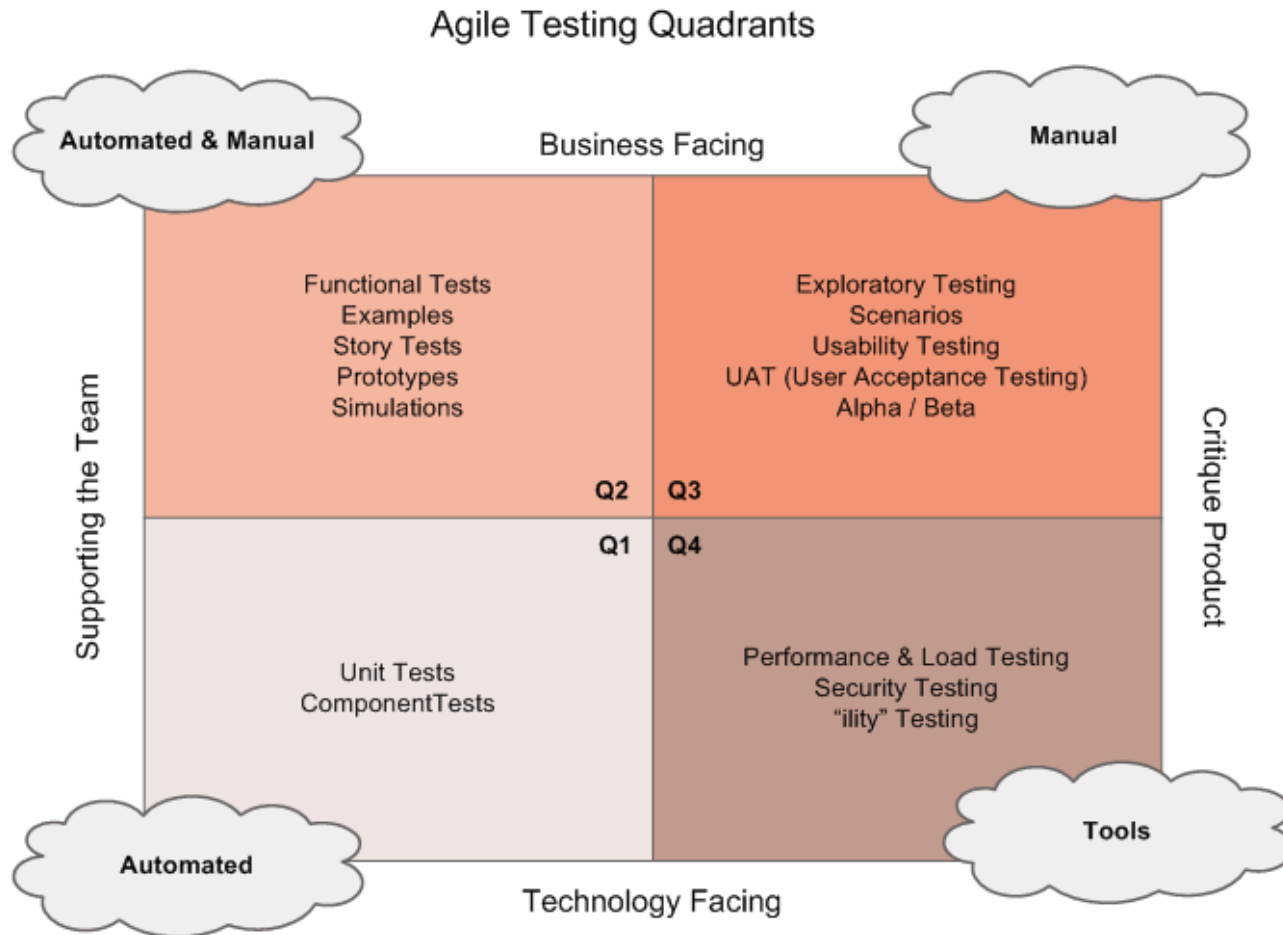 Agile Testing Quadrants
Automated & Manual
Business Facing
Manual
Functional Tests
Examples
Story Tests
Prototypes
Simulations
Q2
Exploratory Testing
Scenarios
Usability Testing
UAT (User Acceptance Testing)
Alpha / Beta
Q3
Supporting the Team
Critique Product
Q1
Unit Tests
ComponentTests
Q4
Performance & Load Testing
Security Testing
“ility” Testing
Automated
Technology Facing
Tools